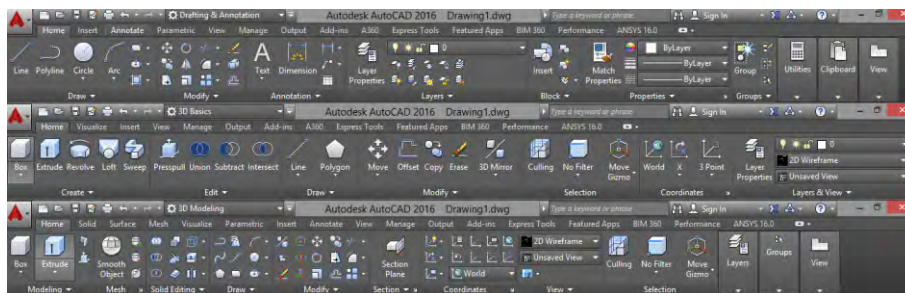 Drafting & Annotation Autodesk AutoCAD 2016 Drawing1.dwg Type a keyword or phrase Sign In
Home Insert Annotate Parametric View Manage Output Add-ins A360 Express Tools Featured Apps BIM 360 Performance ANSYS 16.0
Line Polyline Circle Arc Text Dimension Layer Properties 0 Insert Match Properties ByLayer Group Utilities Clipboard View
ByLayer
ByLayer
Draw Modify Annotation Layers Block Properties Groups
3D Basics Autodesk AutoCAD 2016 Drawing1.dwg Type a keyword or phrase Sign In
Home Visualize Insert View Manage Output Add-ins A360 Express Tools Featured Apps BIM 360 Performance ANSYS 16.0
Box Extrude Revolve Loft Sweep Presspull Union Subtract Intersect Line Polygon Move Offset Copy Erase 3D Mirror Culling No Filter Move Gizmo World X 3 Point Layer Properties 0
2D Wireframe
Unsaved View
Create Edit Draw Modify Selection Coordinates Layers & View
3D Modeling Autodesk AutoCAD 2016 Drawing1.dwg Type a keyword or phrase Sign In
Home Solid Surface Mesh Visualize Parametric Insert Annotate View Manage Output Add-ins Express Tools Featured Apps BIM 360 Performance ANSYS 16.0
Box Extrude Smooth Object Section Plane World 2D Wireframe Culling No Filter Move Gizmo Layers Groups View
Unsaved View
Modeling Mesh Solid Editing Draw Modify Section Coordinates View Selection